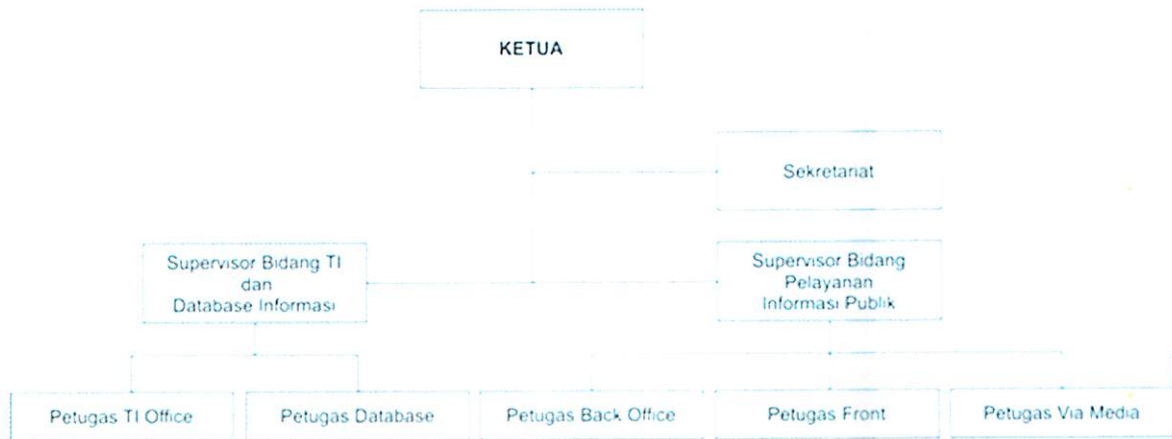 KETUA
Sekretariat
Supervisor Bidang TI
dan
Database Informasi
Supervisor Bidang
Pelayanan
Informasi Publik
Petugas TI Office
Petugas Database
Petugas Back Office
Petugas Front
Petugas Via Media